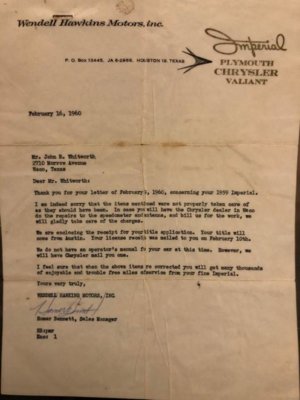 Wendell Hawkins Motors, Inc.
Imperial
P. O. Box 13445. JA 6-2968. HOUSTON 19, TEXAS
PLYMOUTH
CHRYSLER
VALIANT
February 16, 1960
Mr. John R. Whitworth
2710 Morrow Avenue
Waco, Texas
Dear Mr. Whitworth:
Thank you for your letter of February3, 1960, concerning your 1959 Imperial.
I am indeed sorry that the items mentioned were not properly taken care of
as they should have been. In case you will have the Chrysler dealer in Waco
do the repairs to the speedometer and antenna, and bill us for the work, we
will gladly take care of the charges.
We are enclosing the receipt for your title application. Your title will
come from Austin. Your license receipt was mailed to you on February 10th.
We do not have an operator's manual for your car at this time. However, we
will have Chrysler mail you one.
I feel sure that when the above items are corrected you will get many thousands
of enjoyable and trouble free miles of service from your fine Imperial.
Yours very truly,
WENDELL HAWKINS MOTORS, INC
Homer Bennett, Sales Manager
HB:par
Enc: 1